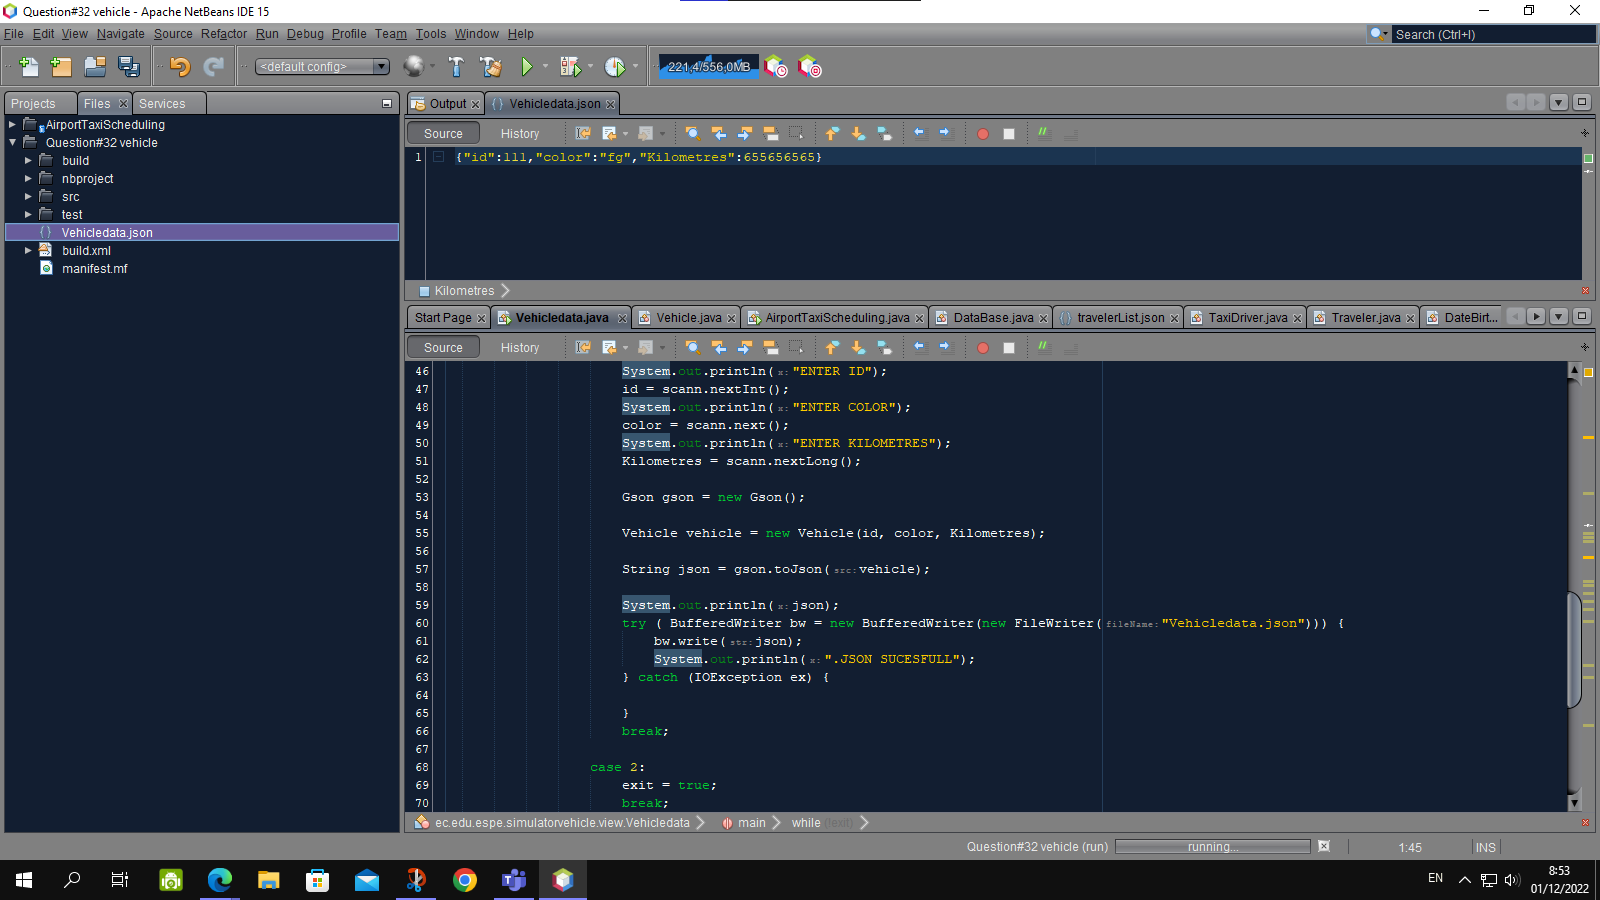 Question#32 vehicle - Apache NetBeans IDE 15
File Edit View Navigate Source Refactor Run Debug Profile Team Tools Window Help
Search (Ctrl+I)
<default config>
221,4/556,0MB
Projects Files Services
AirportTaxiScheduling
Question#32 vehicle
build
nbproject
src
test
Vehicledata.json
build.xml
manifest.mf
Output Vehicledata.json
Source History
1 {"id":111,"color":"fg","Kilometres":655656565}
Kilometres
Start Page Vehicledata.java Vehicle.java AirportTaxiScheduling.java DataBase.java travelerList.json TaxiDriver.java Traveler.java DateBirt...
Source History
46 System.out.println(x:"ENTER ID");
47 id = scann.nextInt();
48 System.out.println(x:"ENTER COLOR");
49 color = scann.next();
50 System.out.println(x:"ENTER KILOMETRES");
51 Kilometres = scann.nextLong();
52
53 Gson gson = new Gson();
54
55 Vehicle vehicle = new Vehicle(id, color, Kilometres);
56
57 String json = gson.toJson(src:vehicle);
58
59 System.out.println(x:json);
60 try ( BufferedWriter bw = new BufferedWriter(new FileWriter(fileName:"Vehicledata.json"))) {
61 bw.write(str:json);
62 System.out.println(x:".JSON SUCESFULL");
63 } catch (IOException ex) {
64
65 }
66 break;
67
68 case 2:
69 exit = true;
70 break;
ec.edu.espe.simulatorvehicle.view.Vehicledata main while (!exit)
Question#32 vehicle (run) running... 1:45 INS
EN 8:53
01/12/2022